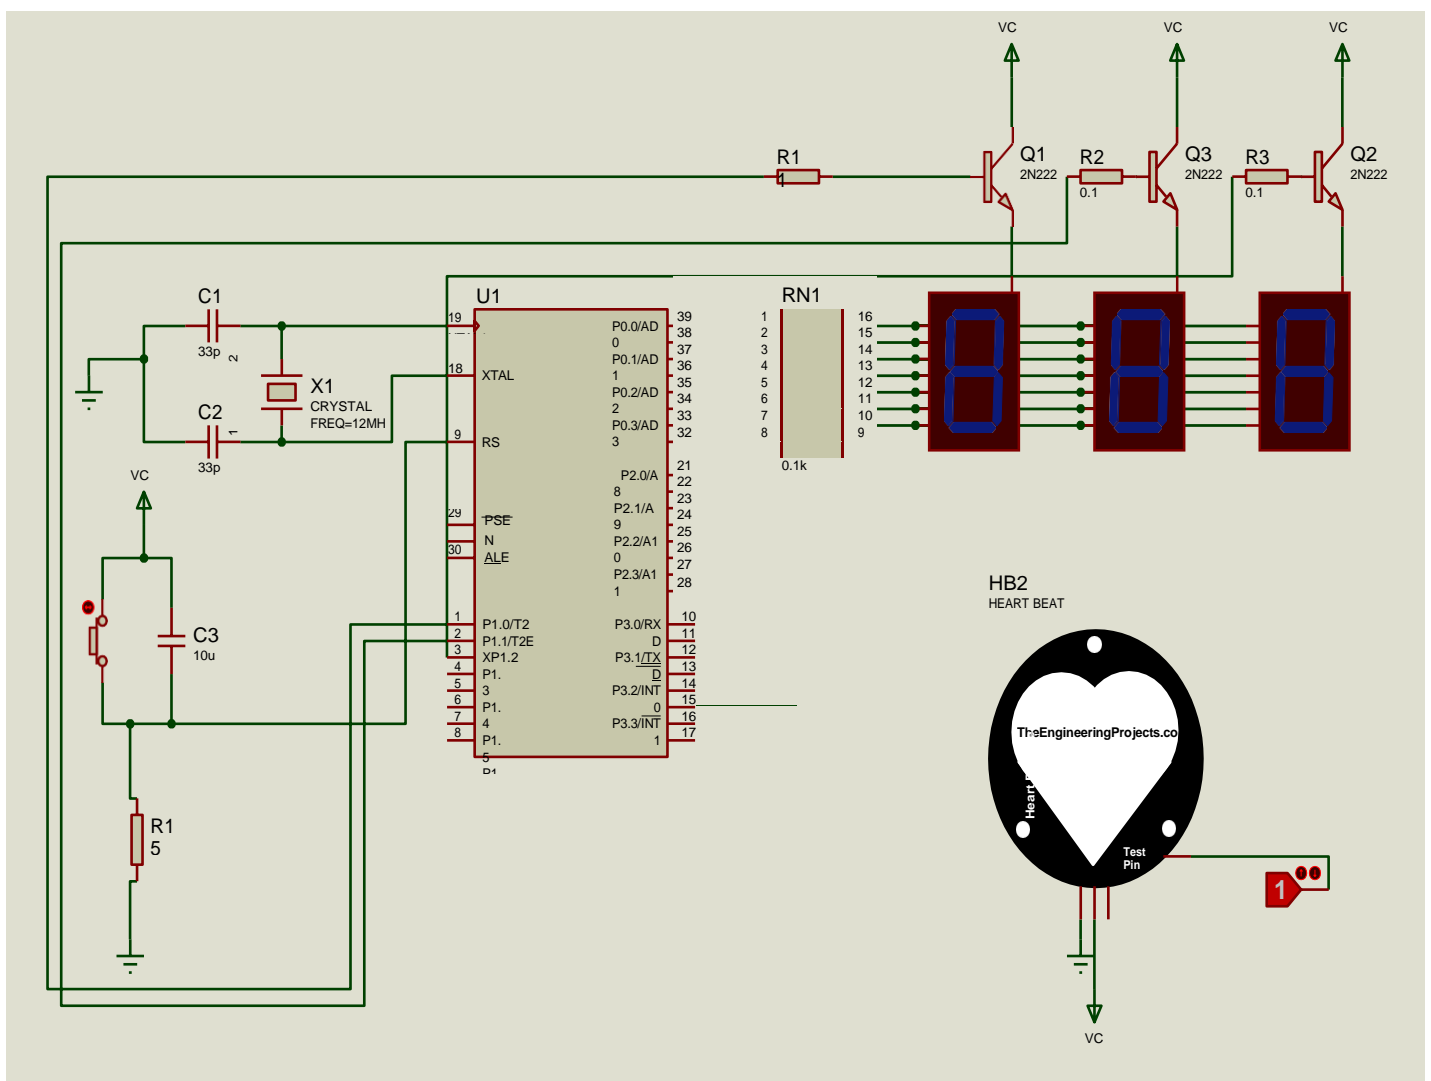 VC
VC
VC
R1
1
Q1
2N222
R2
0.1
Q3
2N222
R3
0.1
Q2
2N222
C1
33p
2
X1
CRYSTAL
FREQ=12MH
C2
33p
1
VC
C3
10u
R1
5
U1
19
18
XTAL
9
RS
29
PSE
N
30
ALE
1
P1.0/T2
2
P1.1/T2E
3
XP1.2
4
P1.
5
3
6
P1.
7
4
8
P1.
5
P1
39
P0.0/AD
38
0
37
P0.1/AD
36
1
35
P0.2/AD
34
2
33
P0.3/AD
32
3
21
P2.0/A
22
8
23
P2.1/A
24
9
25
P2.2/A1
26
0
27
P2.3/A1
28
1
10
P3.0/RX
11
D
12
P3.1/TX
13
D
14
P3.2/INT
15
0
16
P3.3/INT
17
1
RN1
1
16
2
15
3
14
4
13
5
12
6
11
7
10
8
9
0.1k
HB2
HEART BEAT
TheEngineeringProjects.co
Heart
Test
Pin
1
VC